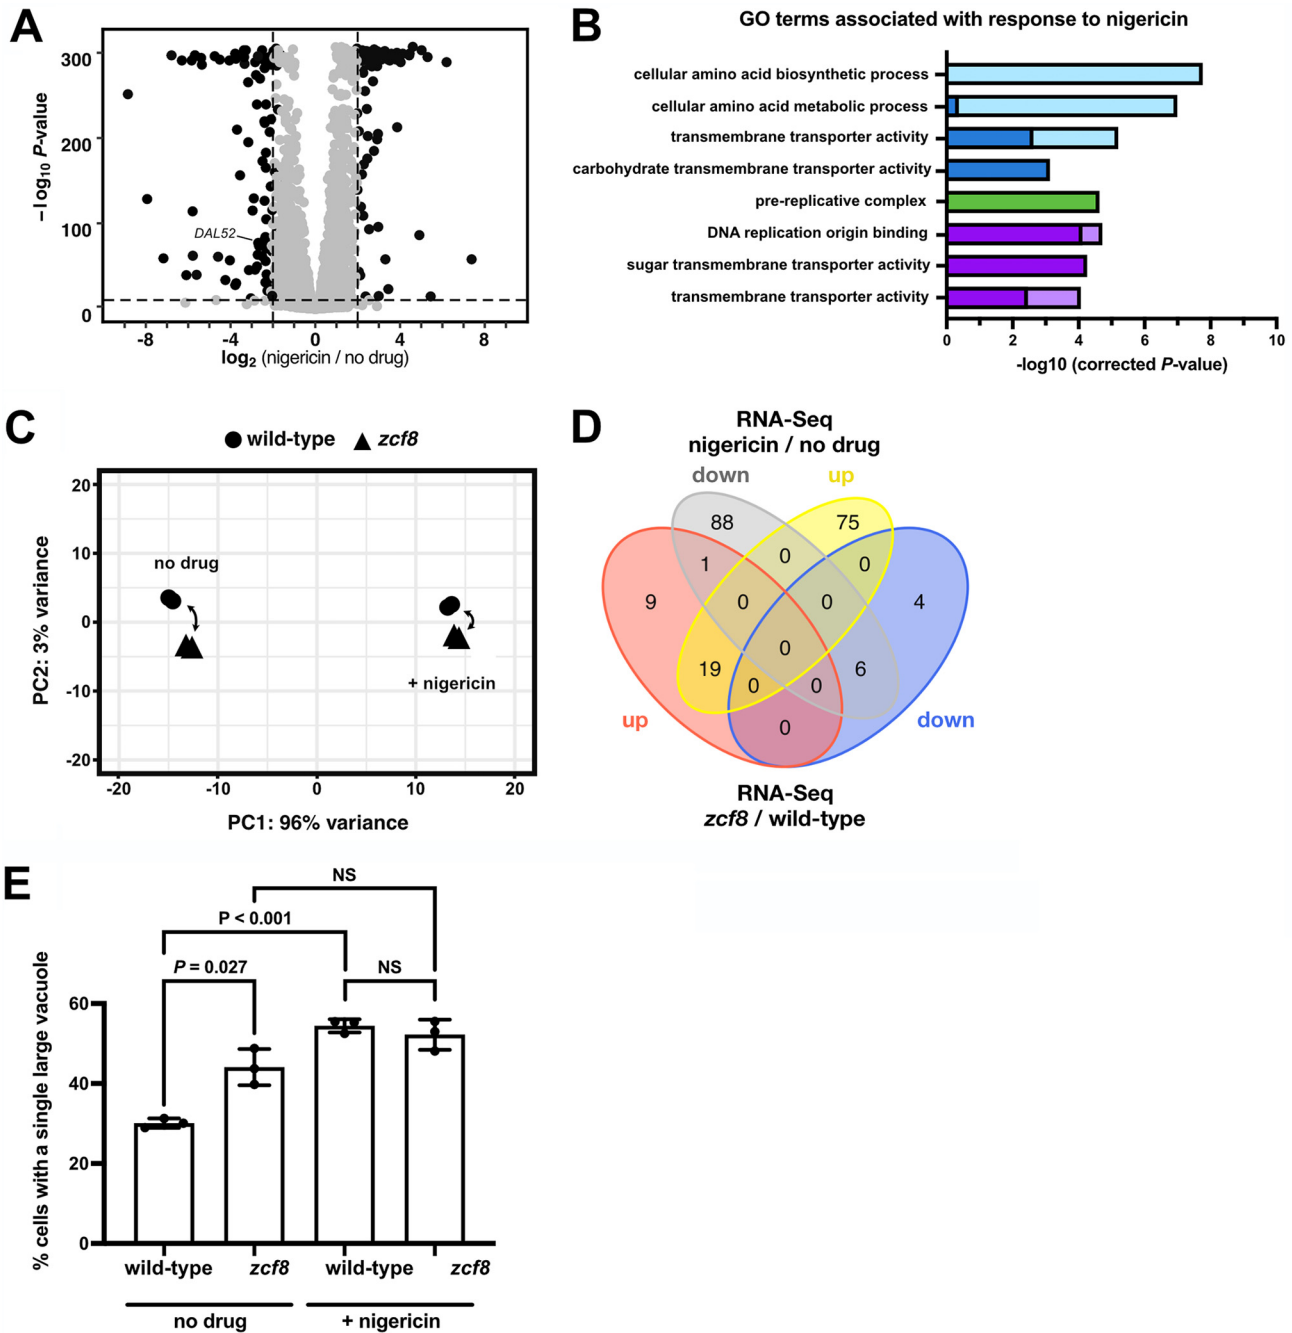 A
300
200
100
0
−log10 P-value
DAL52
-8
-4
0
4
8
log2 (nigericin / no drug)
B
GO terms associated with response to nigericin
cellular amino acid biosynthetic process
cellular amino acid metabolic process
transmembrane transporter activity
carbohydrate transmembrane transporter activity
pre-replicative complex
DNA replication origin binding
sugar transmembrane transporter activity
transmembrane transporter activity
0
2
4
6
8
10
-log10 (corrected P-value)
C
wild-type
zcf8
20
10
0
-10
-20
PC2: 3% variance
no drug
+ nigericin
-20
-10
0
10
20
PC1: 96% variance
D
RNA-Seq
nigericin / no drug
down
up
88
75
1
0
0
9
0
0
4
0
19
6
0
0
0
up
down
RNA-Seq
zcf8 / wild-type
E
NS
P < 0.001
P = 0.027
NS
60
40
20
0
% cells with a single large vacuole
wild-type
zcf8
wild-type
zcf8
no drug
+ nigericin